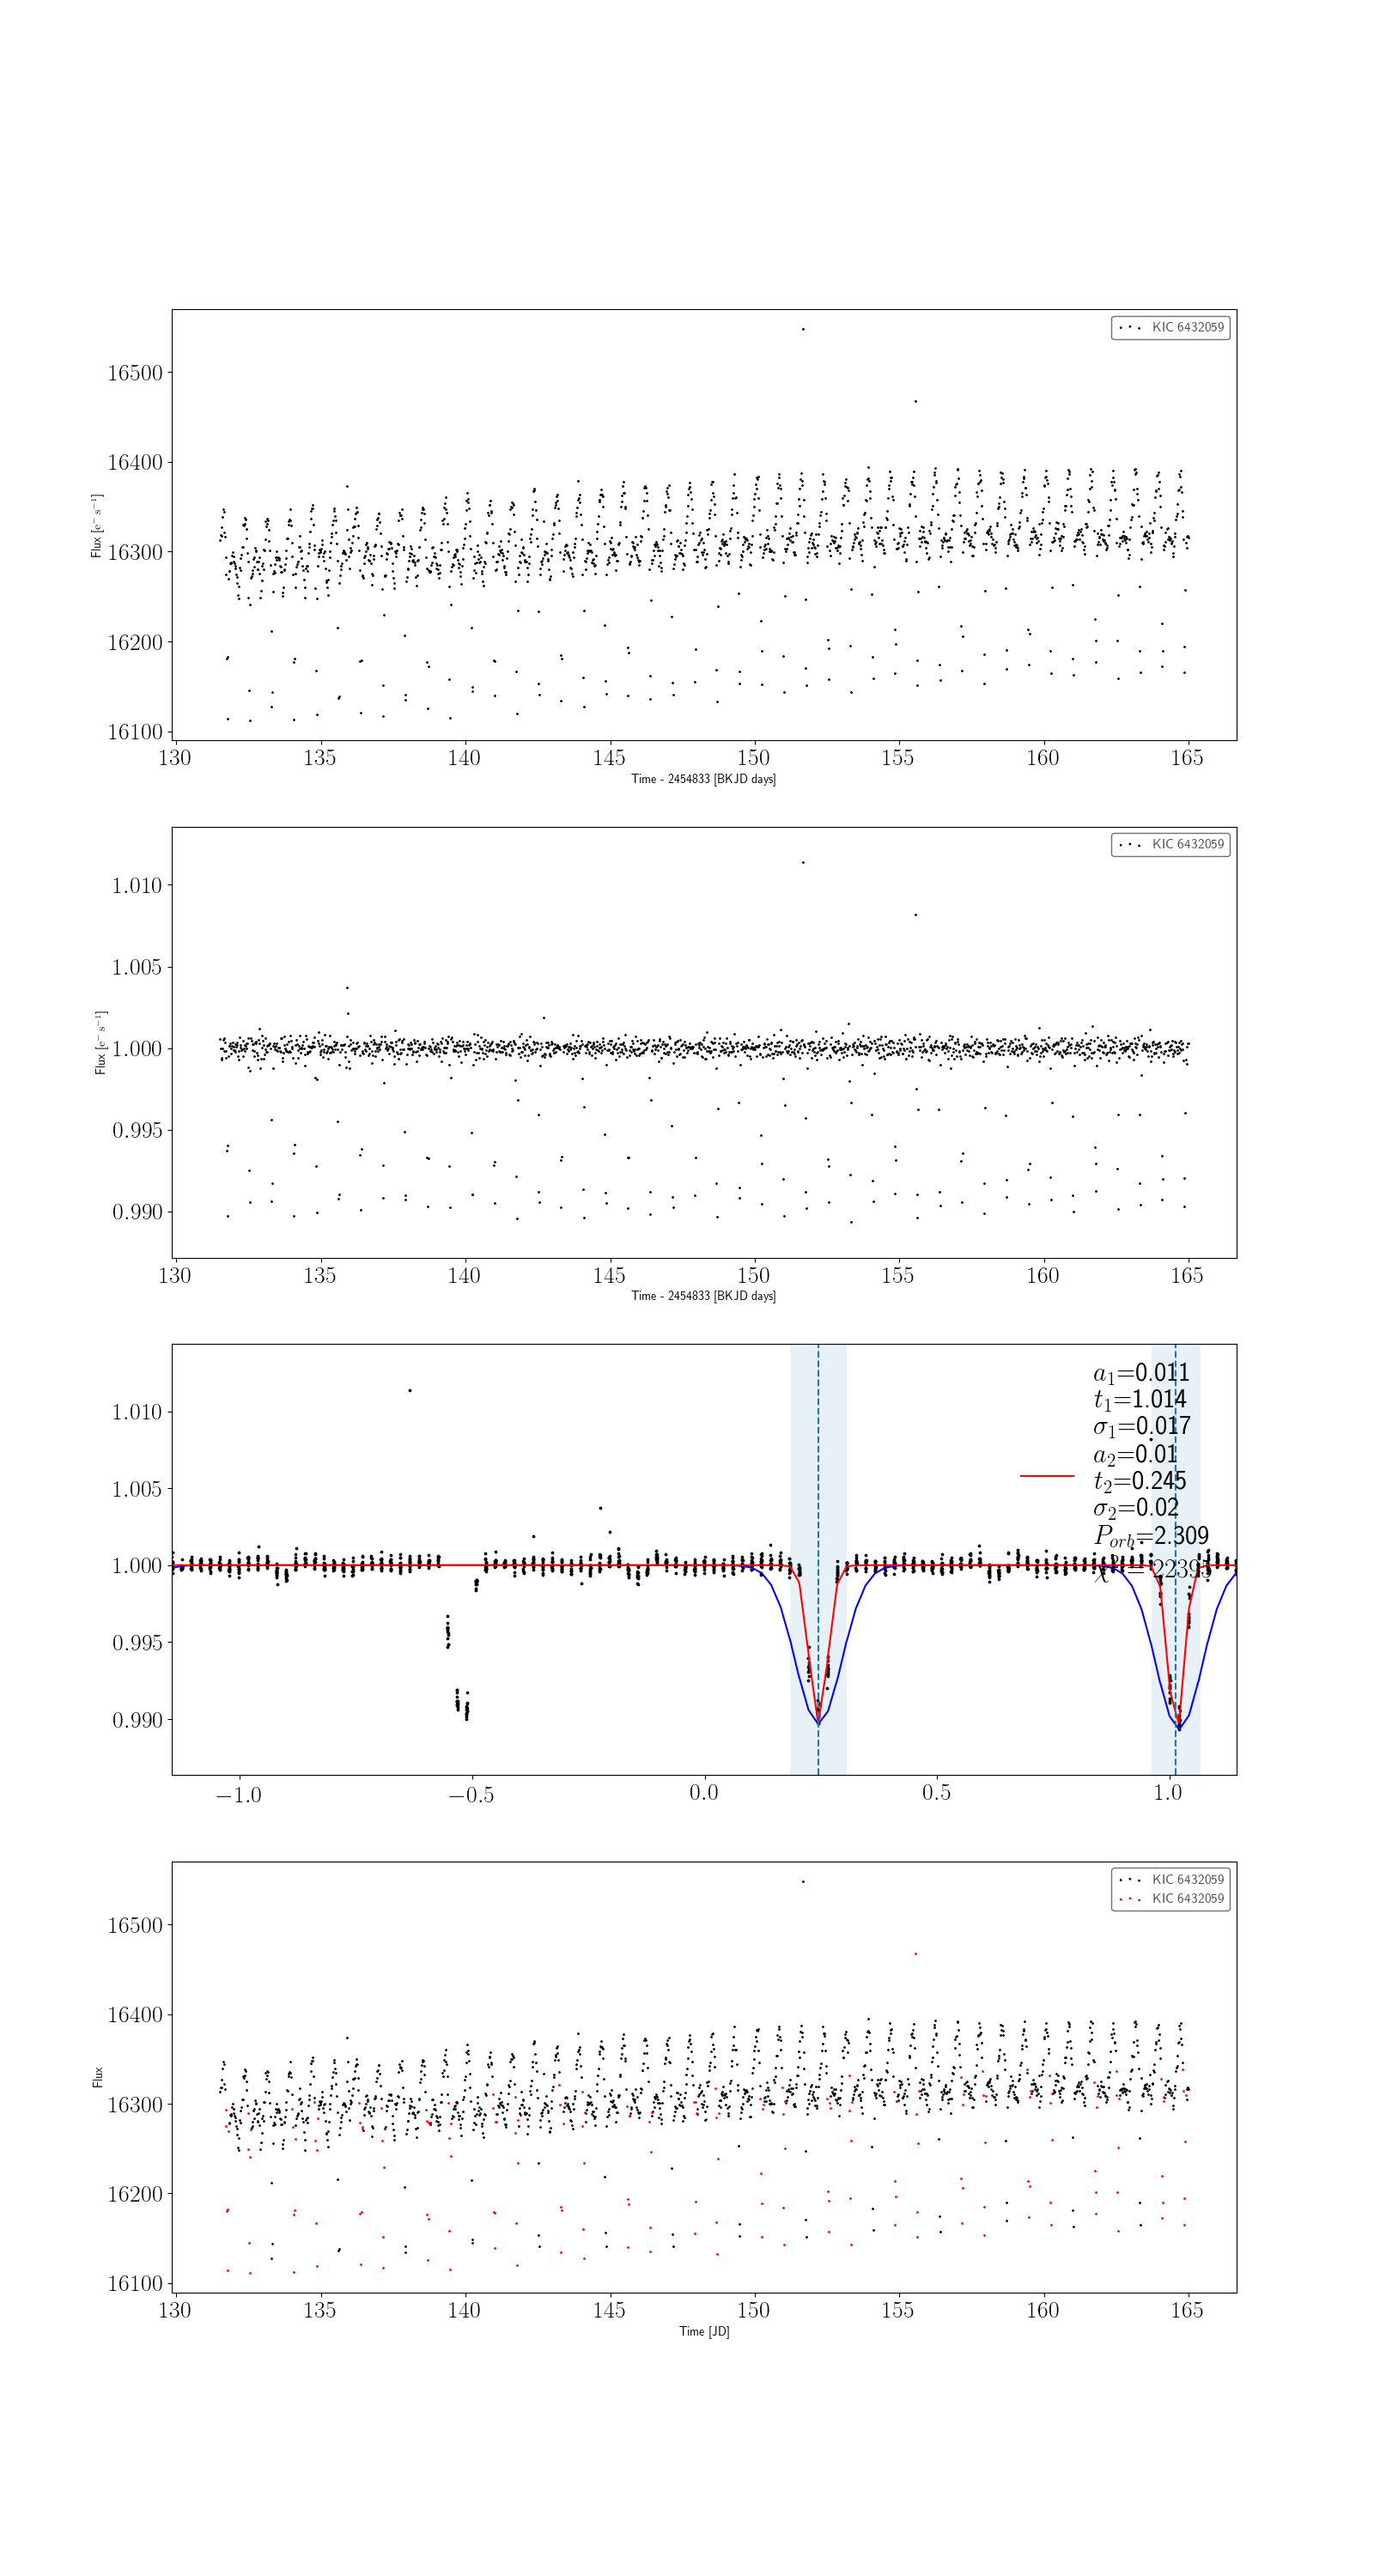 KIC 6432059
16500
16400
16300
16200
16100
Flux [e⁻ s⁻¹]
130 135 140 145 150 155 160 165
Time - 2454833 [BKJD days]
KIC 6432059
1.010
1.005
1.000
0.995
0.990
Flux [e⁻ s⁻¹]
130 135 140 145 150 155 160 165
Time - 2454833 [BKJD days]
a₁=0.011
t₁=1.014
σ₁=0.017
a₂=0.01
t₂=0.245
σ₂=0.02
P_orb=2.309
χ² = 22395
1.010
1.005
1.000
0.995
0.990
−1.0 −0.5 0.0 0.5 1.0
KIC 6432059
KIC 6432059
16500
16400
16300
16200
16100
Flux
130 135 140 145 150 155 160 165
Time [JD]